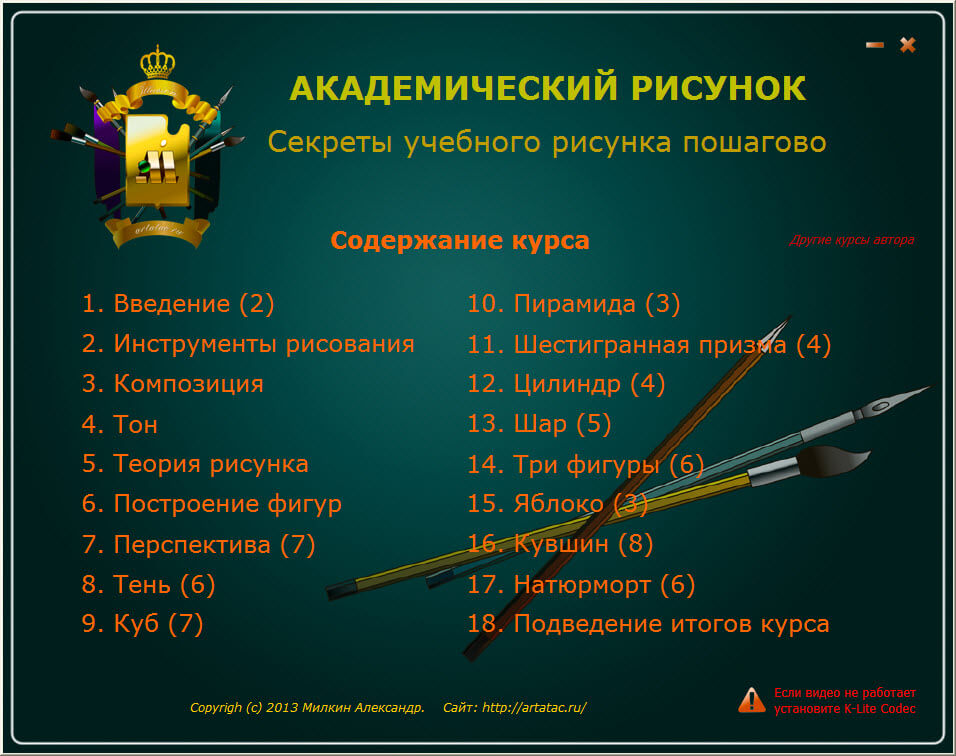 АКАДЕМИЧЕСКИЙ РИСУНОК
Секреты учебного рисунка пошагово
artatac.ru
Содержание курса
Другие курсы автора
1. Введение (2)
2. Инструменты рисования
3. Композиция
4. Тон
5. Теория рисунка
6. Построение фигур
7. Перспектива (7)
8. Тень (6)
9. Куб (7)
10. Пирамида (3)
11. Шестигранная призма (4)
12. Цилиндр (4)
13. Шар (5)
14. Три фигуры (6)
15. Яблоко (3)
16. Кувшин (8)
17. Натюрморт (6)
18. Подведение итогов курса
Copyrigh (c) 2013 Милкин Александр. Сайт: http://artatac.ru/
Если видео не работает
установите K-Lite Codec